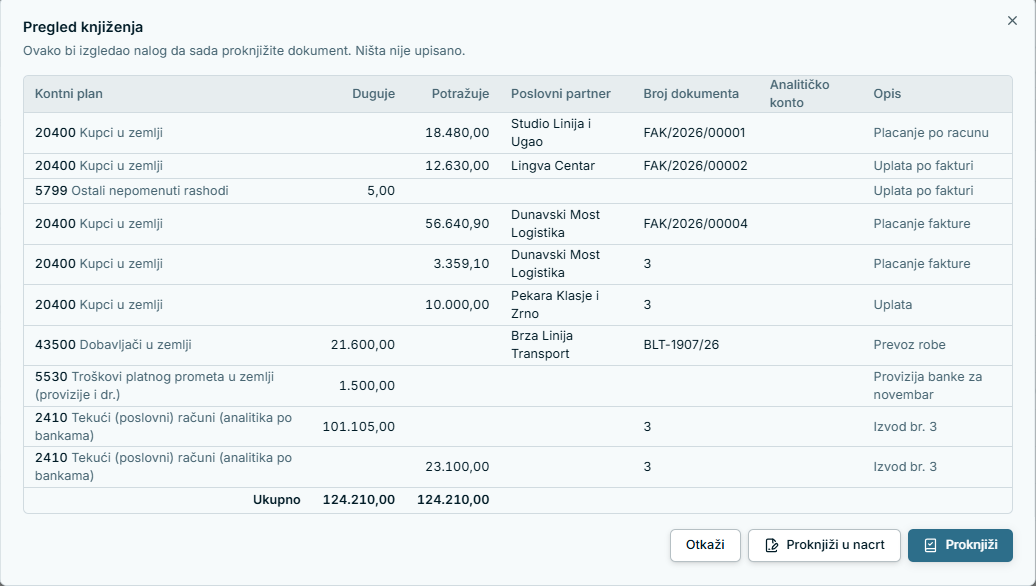 Pregled knjiženja
Ovako bi izgledao nalog da sada proknjižite dokument. Ništa nije upisano.
Kontni plan Duguje Potražuje Poslovni partner Broj dokumenta Analitičko konto Opis
20400 Kupci u zemlji 18.480,00 Studio Linija i Ugao FAK/2026/00001 Placanje po racunu
20400 Kupci u zemlji 12.630,00 Lingva Centar FAK/2026/00002 Uplata po fakturi
5799 Ostali nepomenuti rashodi 5,00 Uplata po fakturi
20400 Kupci u zemlji 56.640,90 Dunavski Most Logistika FAK/2026/00004 Placanje fakture
20400 Kupci u zemlji 3.359,10 Dunavski Most Logistika 3 Placanje fakture
20400 Kupci u zemlji 10.000,00 Pekara Klasje i Zrno 3 Uplata
43500 Dobavljači u zemlji 21.600,00 Brza Linija Transport BLT-1907/26 Prevoz robe
5530 Troškovi platnog prometa u zemlji (provizije i dr.) 1.500,00 Provizija banke za novembar
2410 Tekući (poslovni) računi (analitika po bankama) 101.105,00 3 Izvod br. 3
2410 Tekući (poslovni) računi (analitika po bankama) 23.100,00 3 Izvod br. 3
Ukupno 124.210,00 124.210,00
Otkaži Proknjiži u nacrt Proknjiži